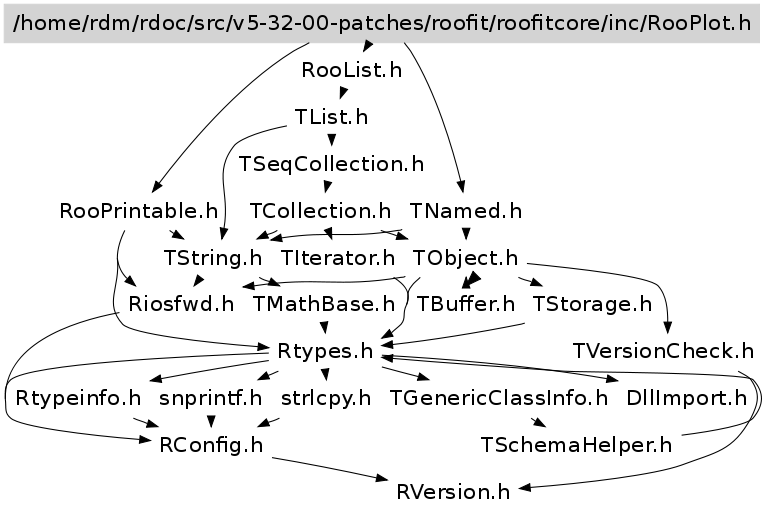 /home/rdm/rdoc/src/v5-32-00-patches/roofit/roofitcore/inc/RooPlot.h
RooList.h
TList.h
TSeqCollection.h
RooPrintable.h TCollection.h TNamed.h
TString.h TIterator.h TObject.h
Riosfwd.h TMathBase.h TBuffer.h TStorage.h
Rtypes.h TVersionCheck.h
Rtypeinfo.h snprintf.h strlcpy.h TGenericClassInfo.h DllImport.h
RConfig.h TSchemaHelper.h
RVersion.h